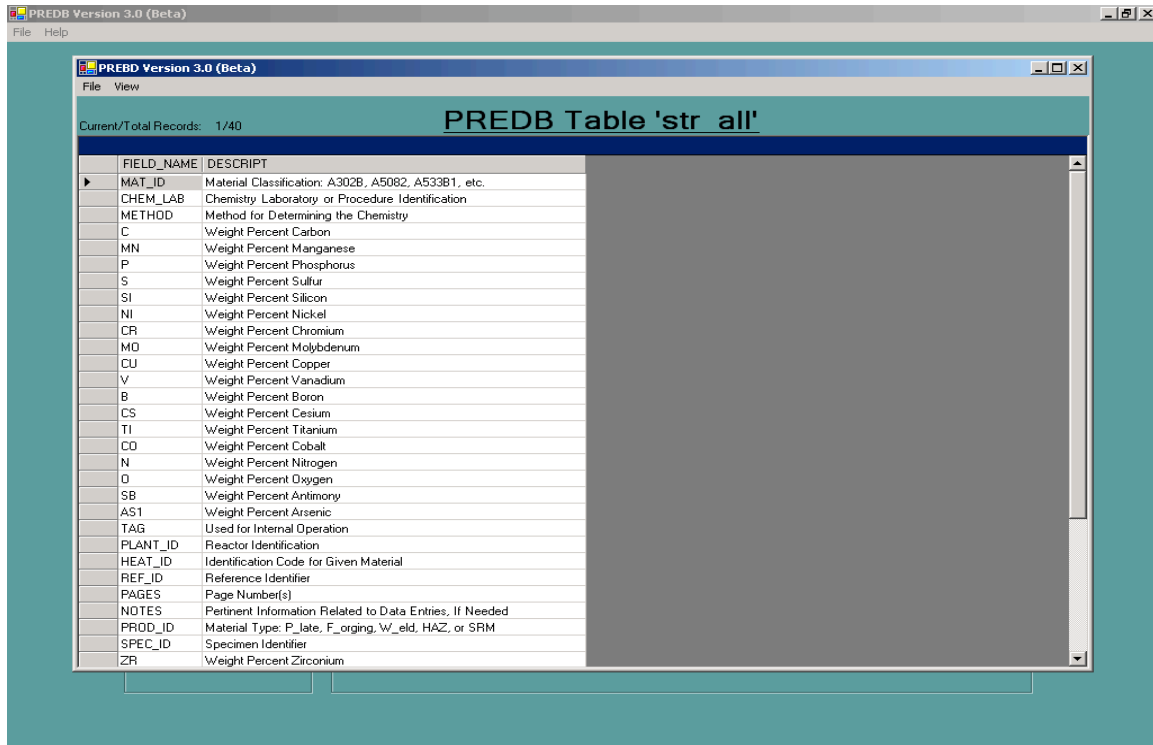 PREDB Version 3.0 (Beta)
File Help
PREBD Version 3.0 (Beta)
File View
Current/Total Records: 1/40
PREDB Table 'str_all'
FIELD_NAME DESCRIPT
MAT_ID Material Classification: A302B, A5082, A533B1, etc.
CHEM_LAB Chemistry Laboratory or Procedure Identification
METHOD Method for Determining the Chemistry
C Weight Percent Carbon
MN Weight Percent Manganese
P Weight Percent Phosphorus
S Weight Percent Sulfur
SI Weight Percent Silicon
NI Weight Percent Nickel
CR Weight Percent Chromium
MO Weight Percent Molybdenum
CU Weight Percent Copper
V Weight Percent Vanadium
B Weight Percent Boron
CS Weight Percent Cesium
TI Weight Percent Titanium
CO Weight Percent Cobalt
N Weight Percent Nitrogen
O Weight Percent Oxygen
SB Weight Percent Antimony
AS1 Weight Percent Arsenic
TAG Used for Internal Operation
PLANT_ID Reactor Identification
HEAT_ID Identification Code for Given Material
REF_ID Reference Identifier
PAGES Page Number(s)
NOTES Pertinent Information Related to Data Entries, If Needed
PROD_ID Material Type: P_late, F_orging, W_eld, HAZ, or SRM
SPEC_ID Specimen Identifier
ZR Weight Percent Zirconium